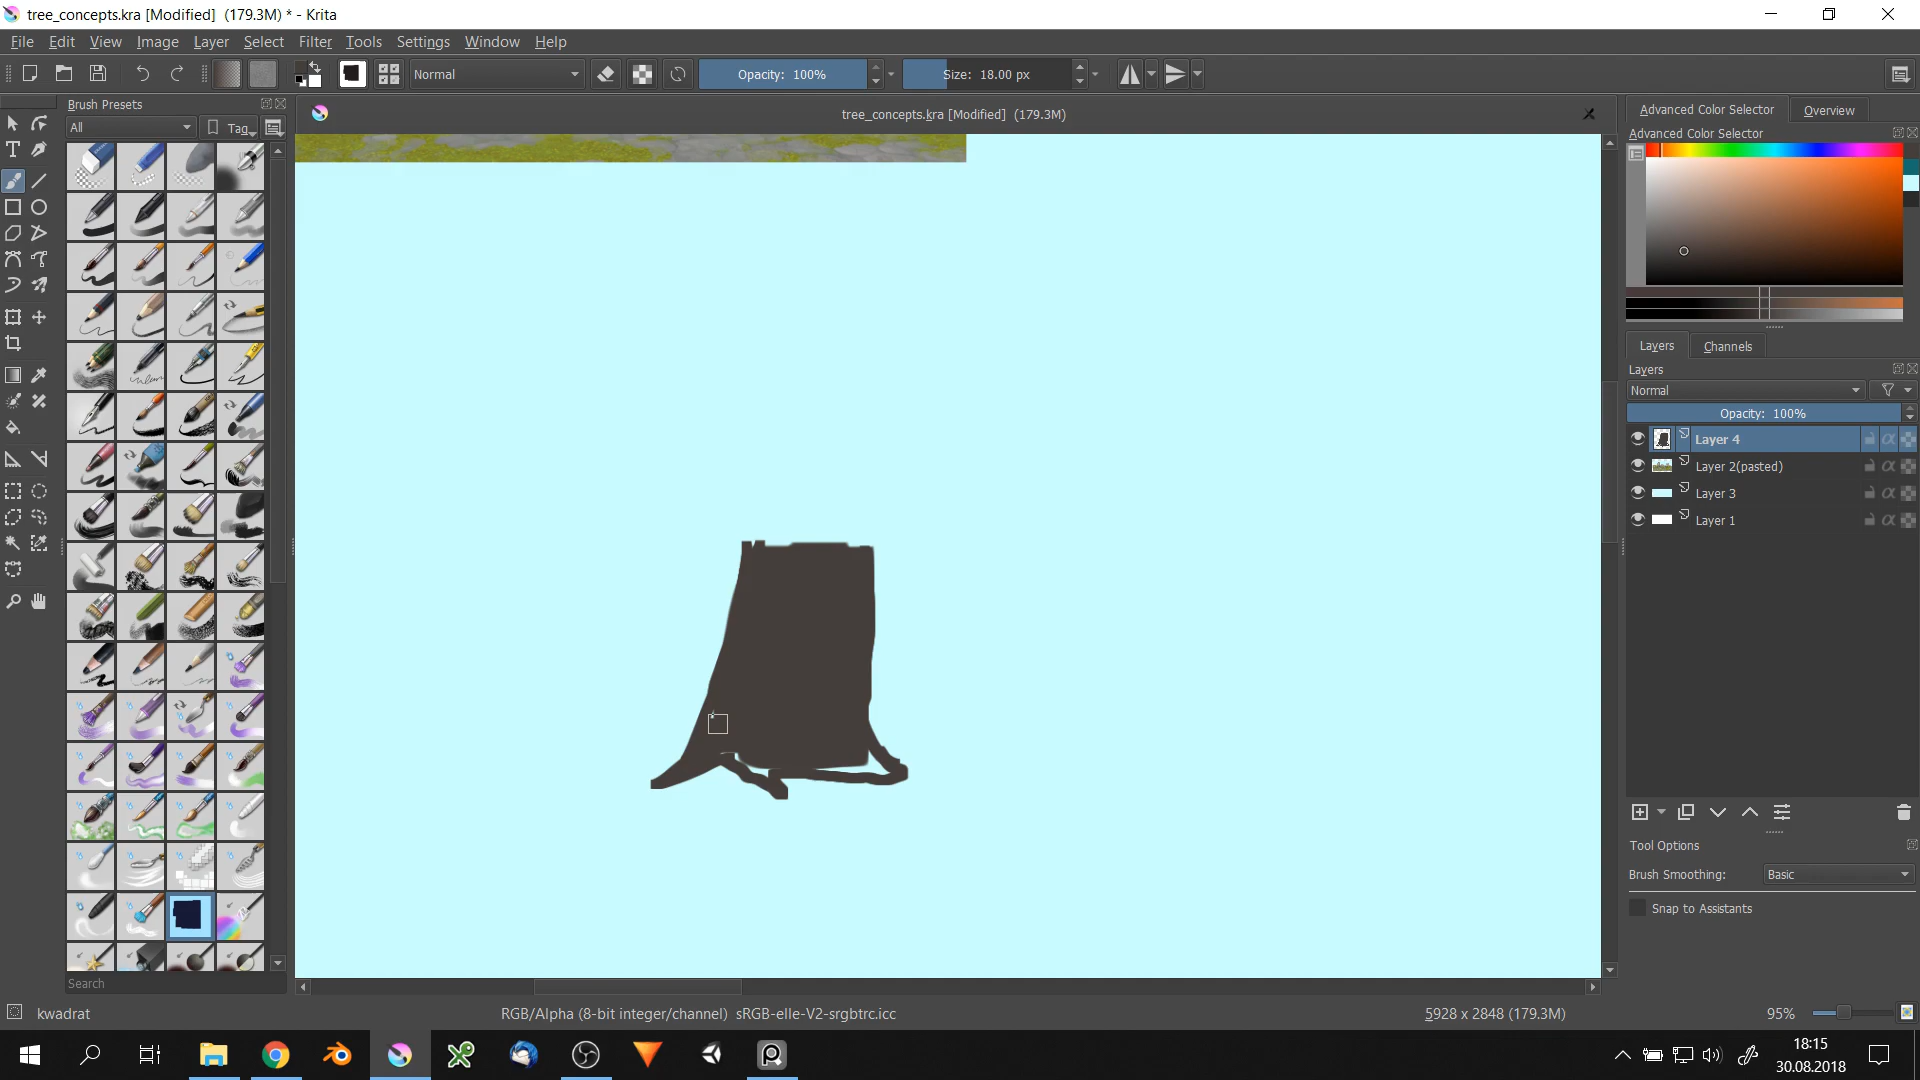 tree_concepts.kra [Modified] (179.3M) * - Krita
File Edit View Image Layer Select Filter Tools Settings Window Help
Normal Opacity: 100% Size: 18.00 px
Brush Presets
All Tag
tree_concepts.kra [Modified] (179.3M)
Advanced Color Selector Overview
Advanced Color Selector
Layers Channels
Layers
Normal
Opacity: 100%
Layer 4
Layer 2(pasted)
Layer 3
Layer 1
Tool Options
Brush Smoothing: Basic
Snap to Assistants
Search
kwadrat RGB/Alpha (8-bit integer/channel) sRGB-elle-V2-srgbtrc.icc 5928 x 2848 (179.3M) 95%
18:15
30.08.2018